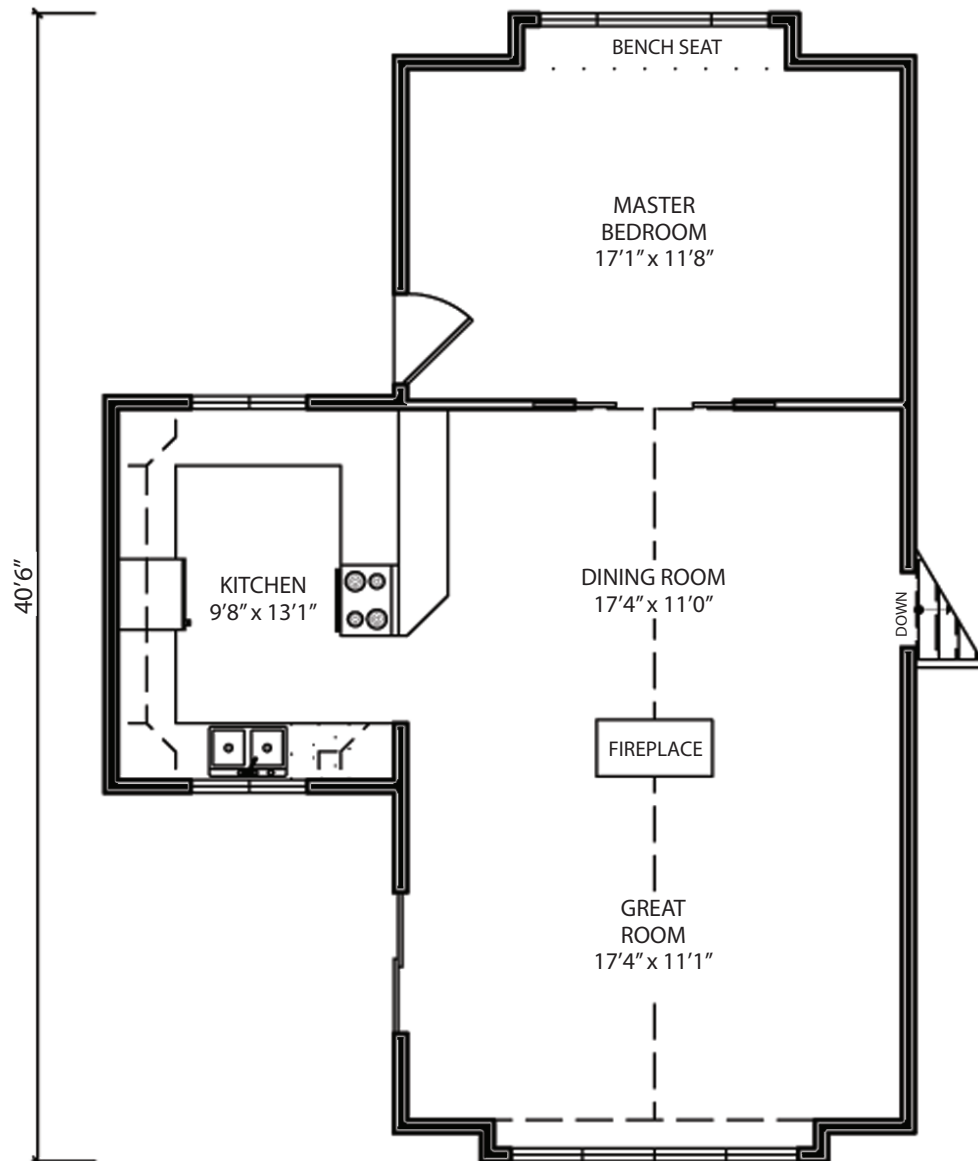 BENCH SEAT
MASTER
BEDROOM
17’1” x 11’8”
40’6”
KITCHEN
9’8” x 13’1”
DINING ROOM
17’4” x 11’0”
DOWN
FIREPLACE
GREAT
ROOM
17’4” x 11’1”